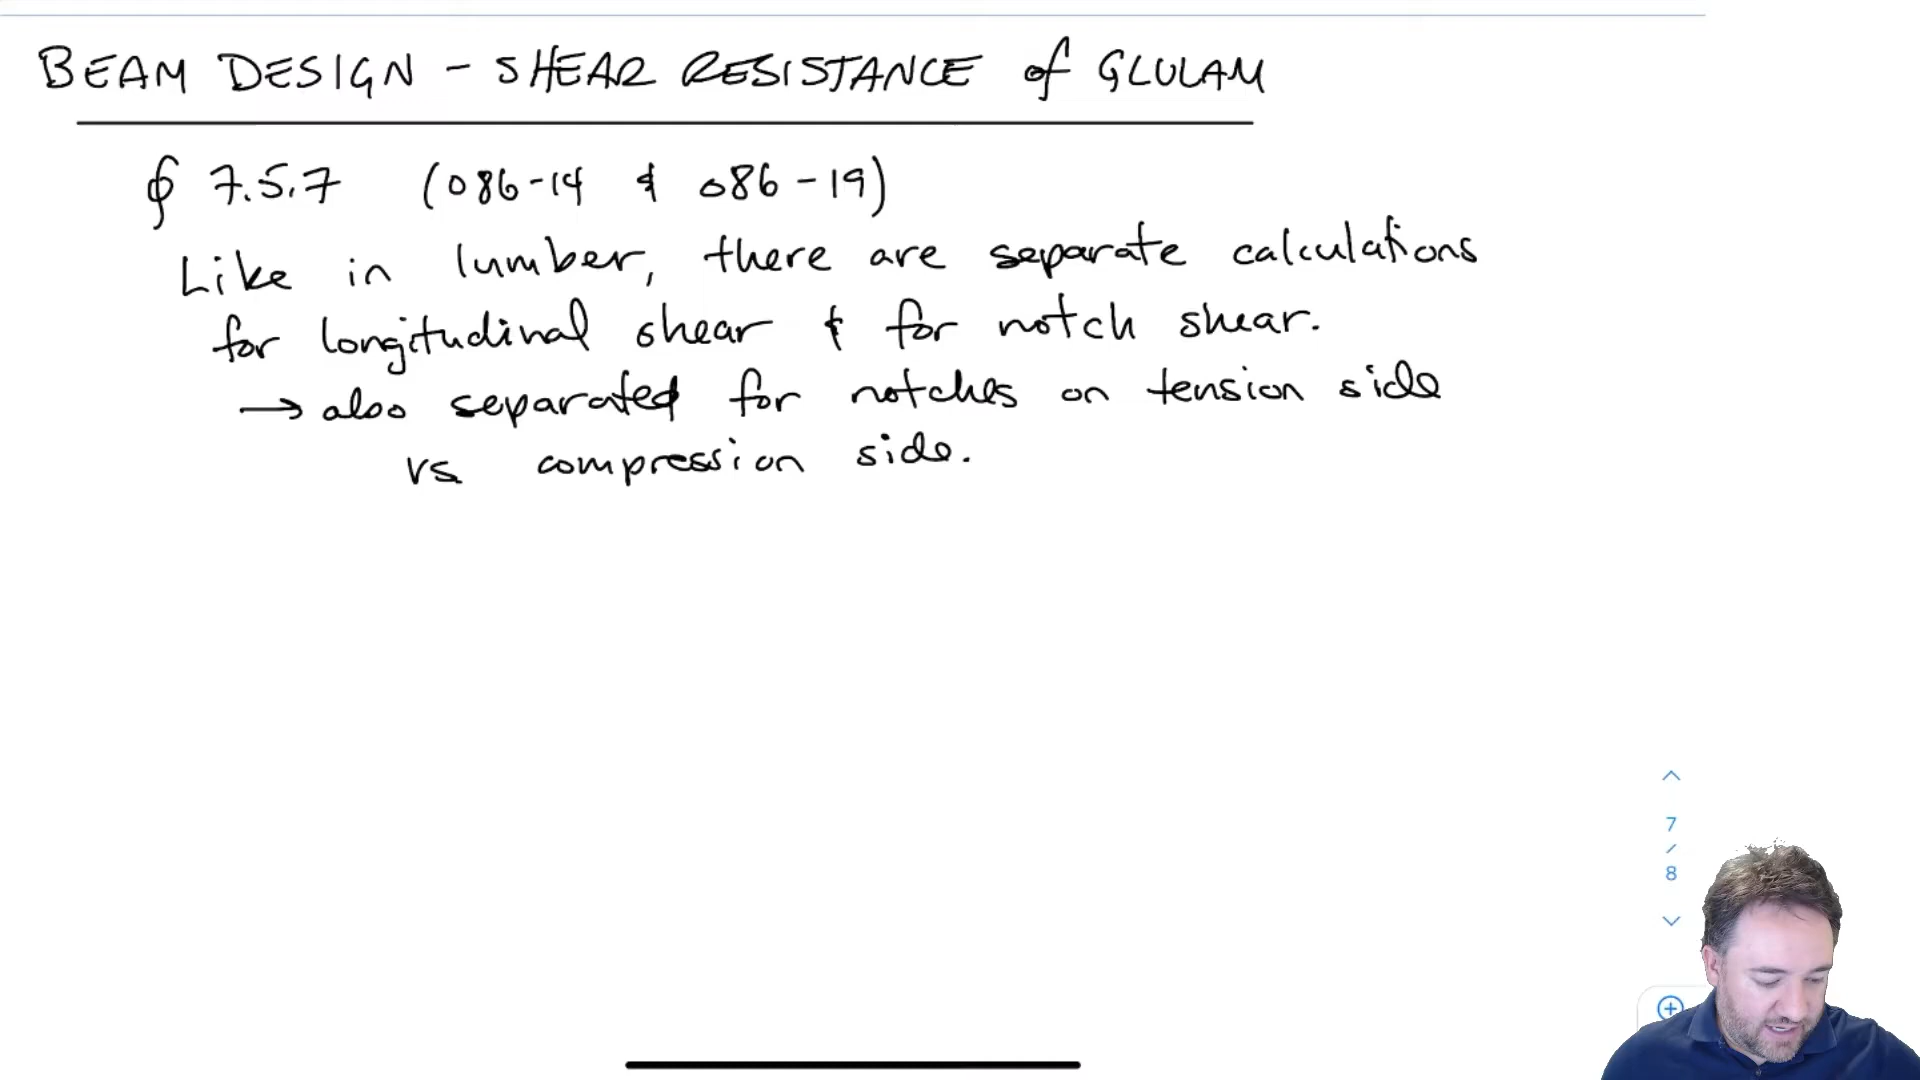 BEAM DESIGN - SHEAR RESISTANCE of GLULAM
§ 7.5.7 (086-14 & 086-19)
Like in lumber, there are separate calculations
for longitudinal shear & for notch shear.
→ also separated for notches on tension side
vs compression side.
7
/
8